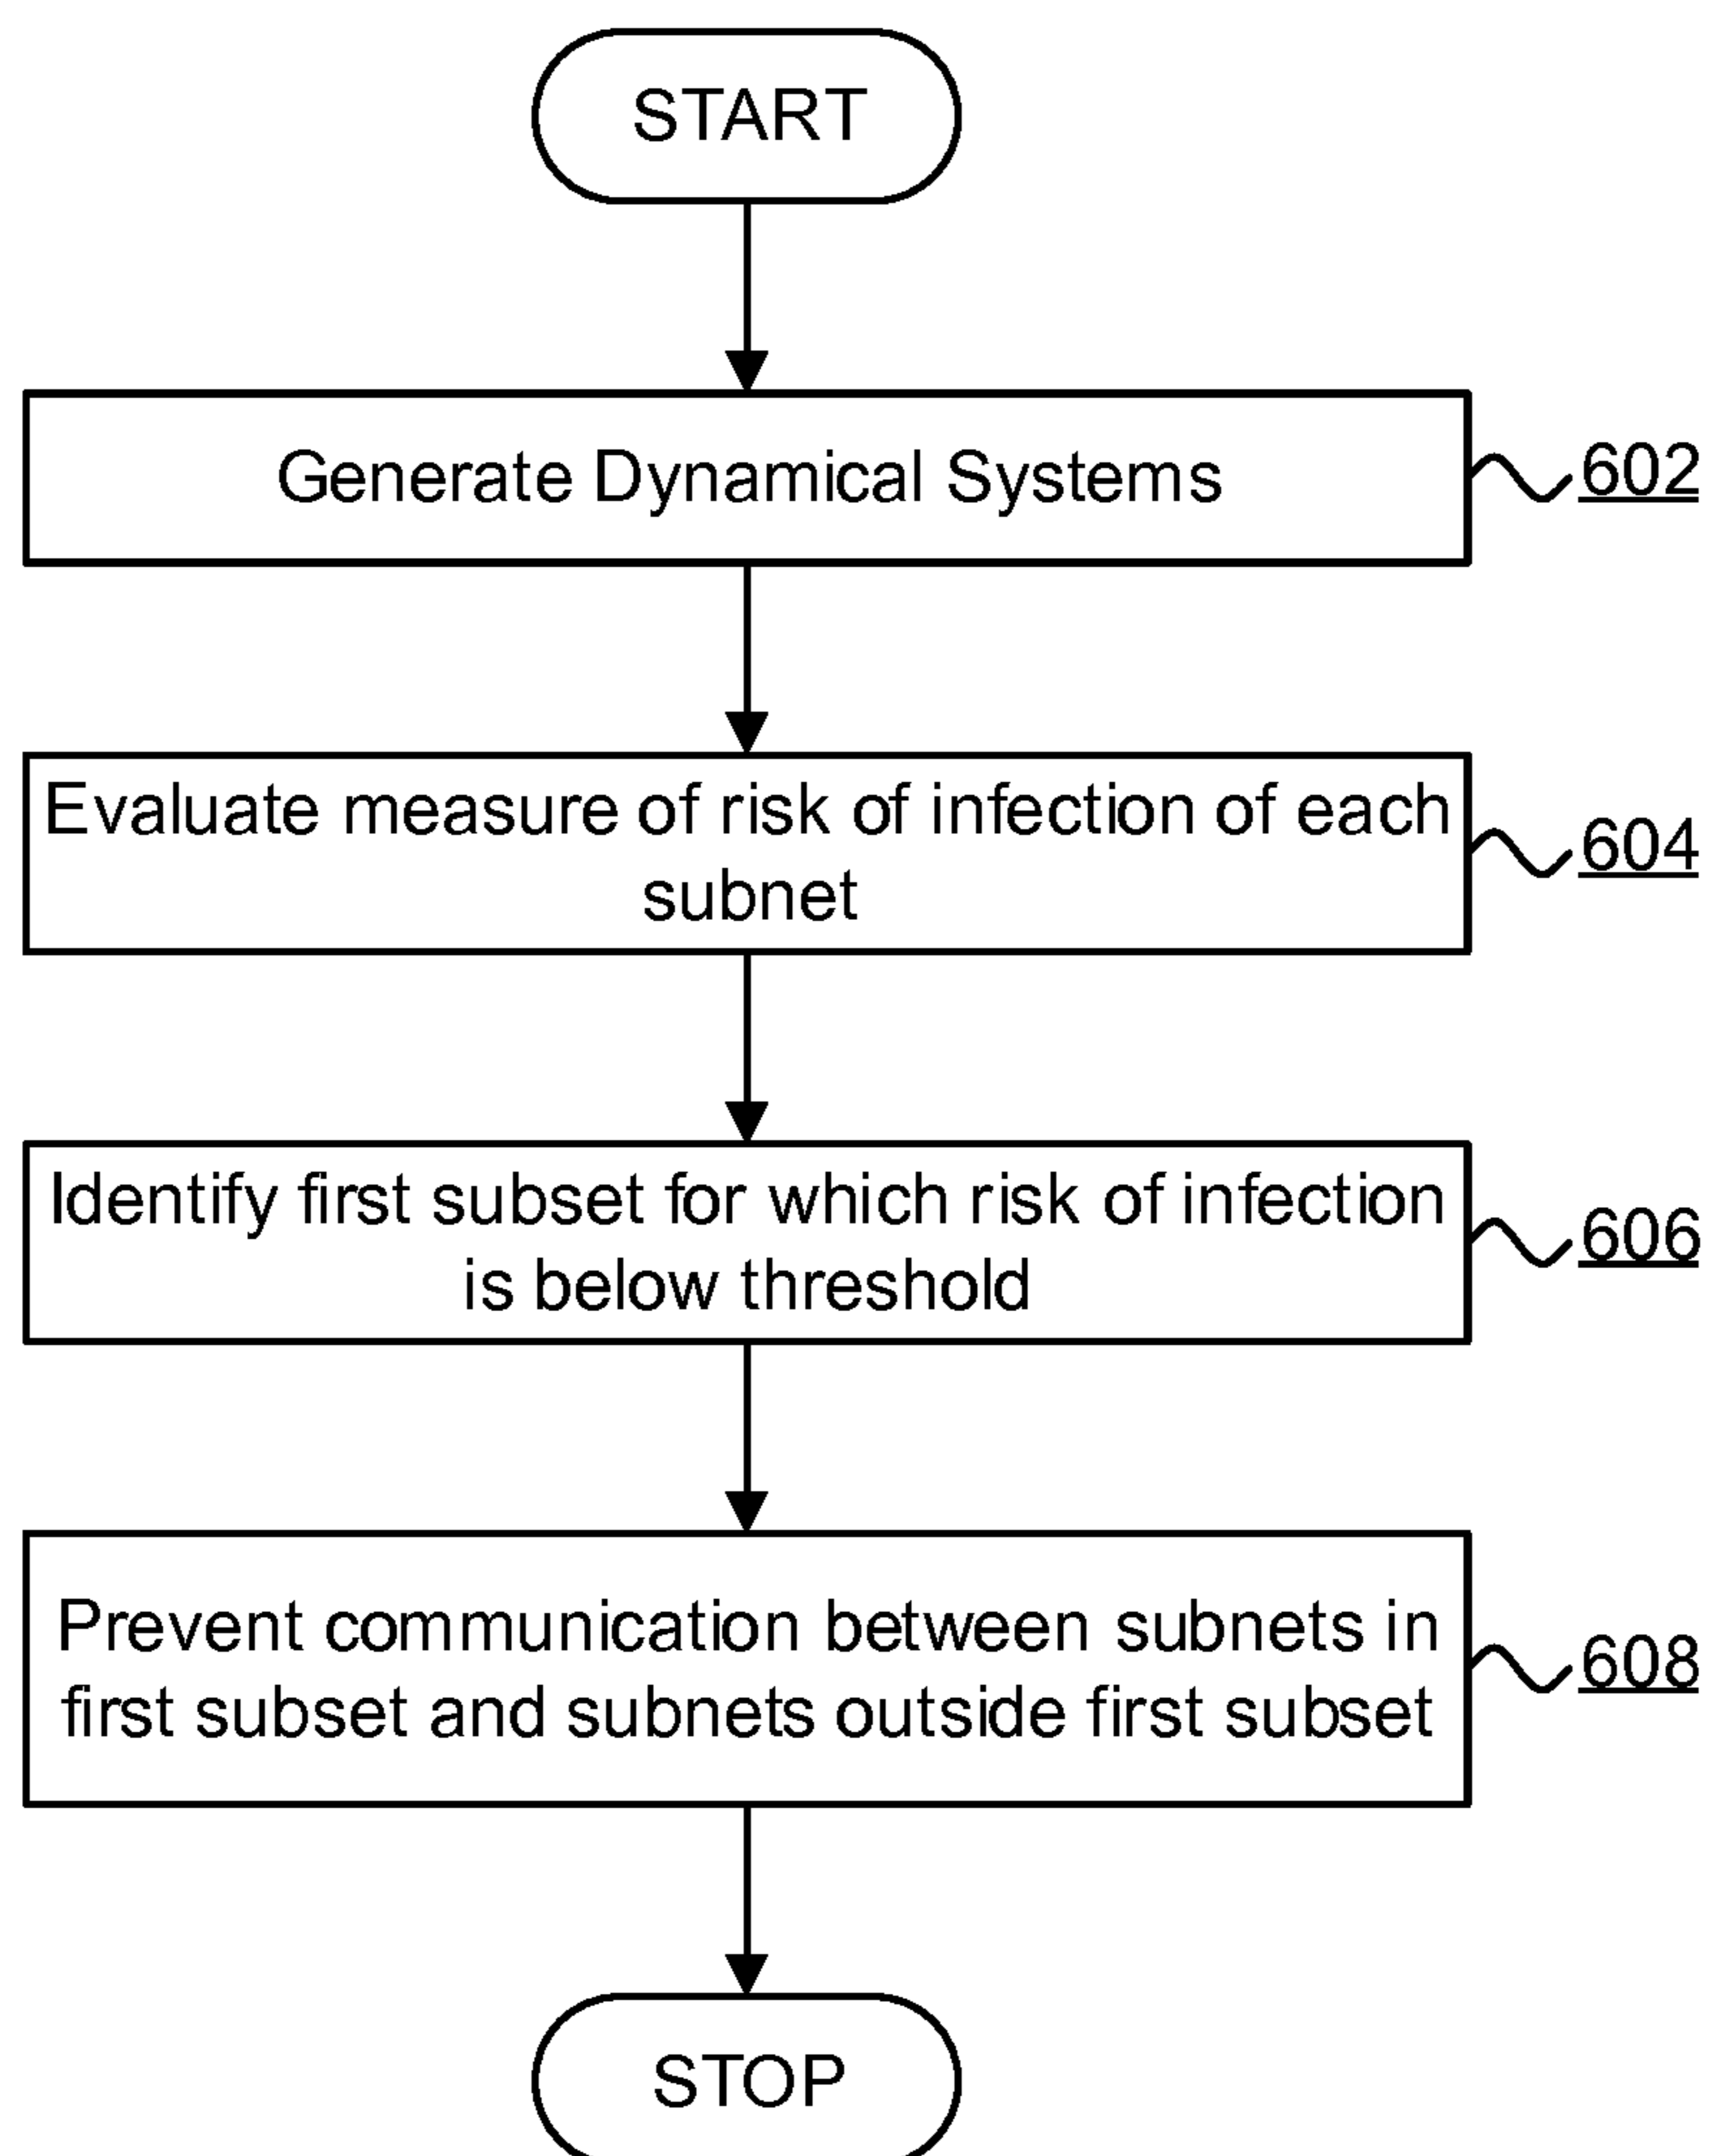 START
Generate Dynamical Systems
602
Evaluate measure of risk of infection of each
subnet
604
Identify first subset for which risk of infection
is below threshold
606
Prevent communication between subnets in
first subset and subnets outside first subset
608
STOP